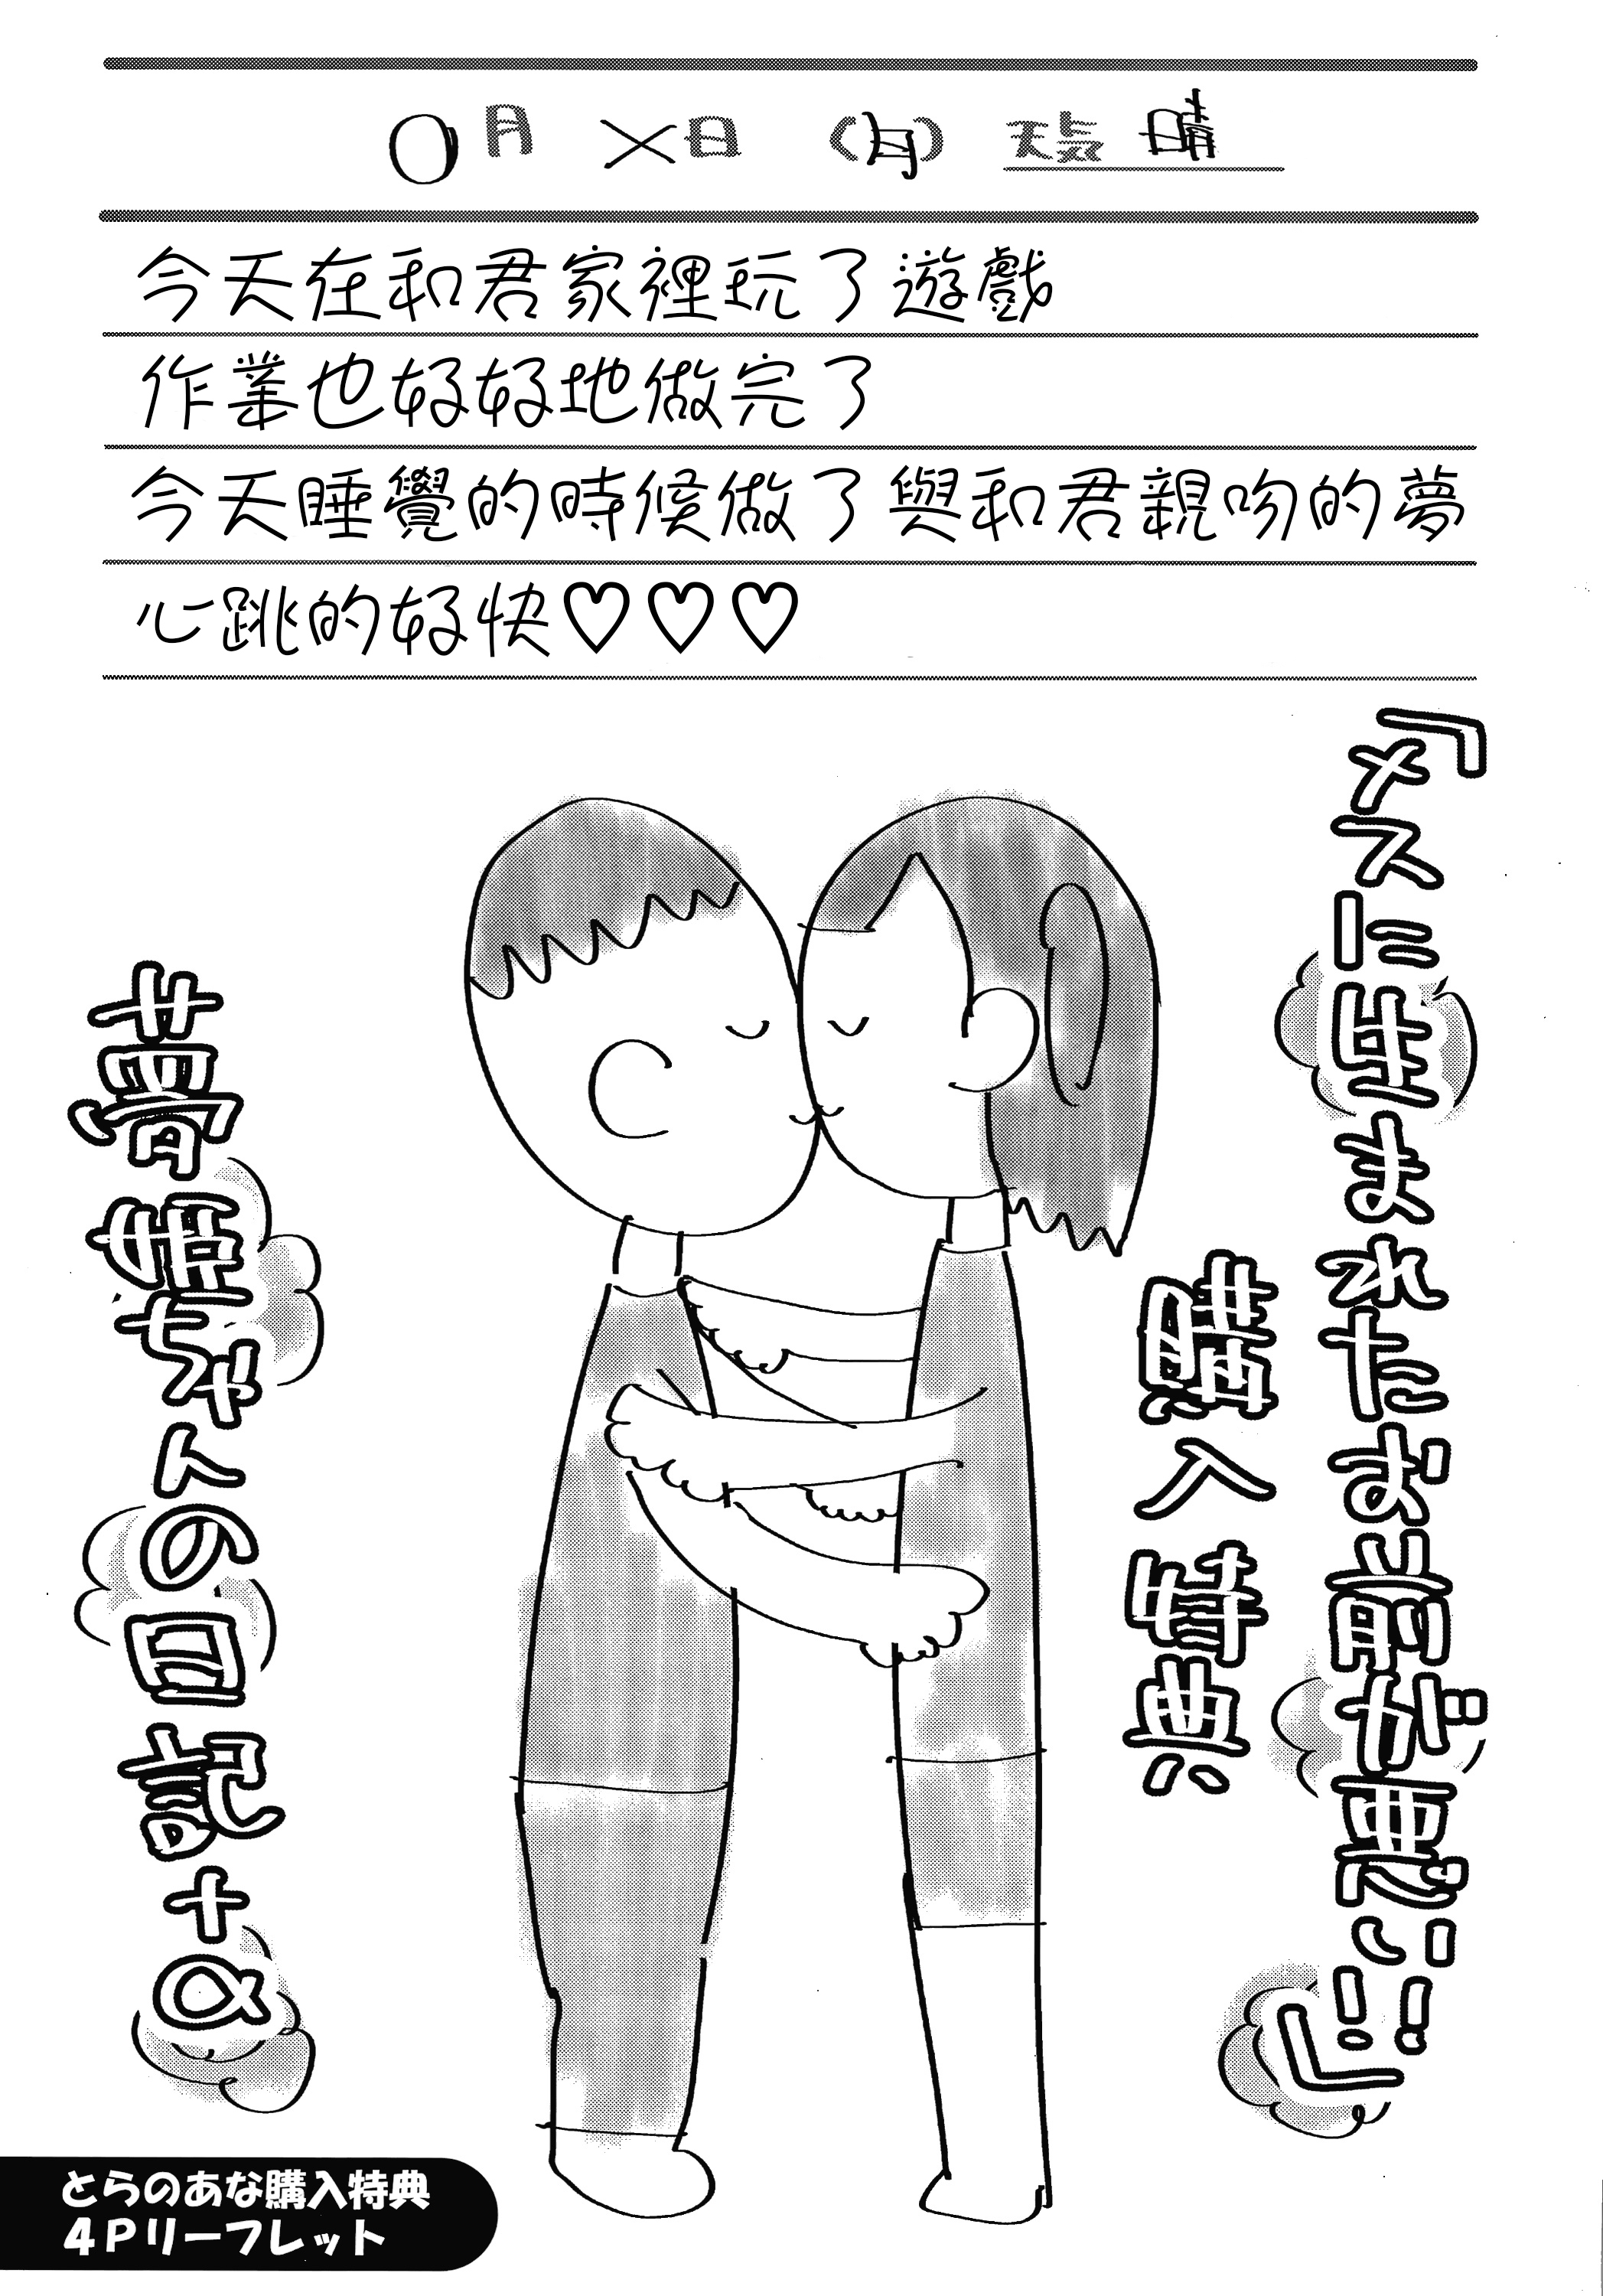 〇月 ×日 (月) 天気 晴
今天在和君家裡玩了遊戲
作業也好好地做完了
今天睡覺的時候做了與和君親吻的夢
心跳的好快♡♡♡
「メスに生まれたお前が悪い!!」
購入特典
夢姫ちゃんの日記+α
とらのあな購入特典
4Pリーフレット